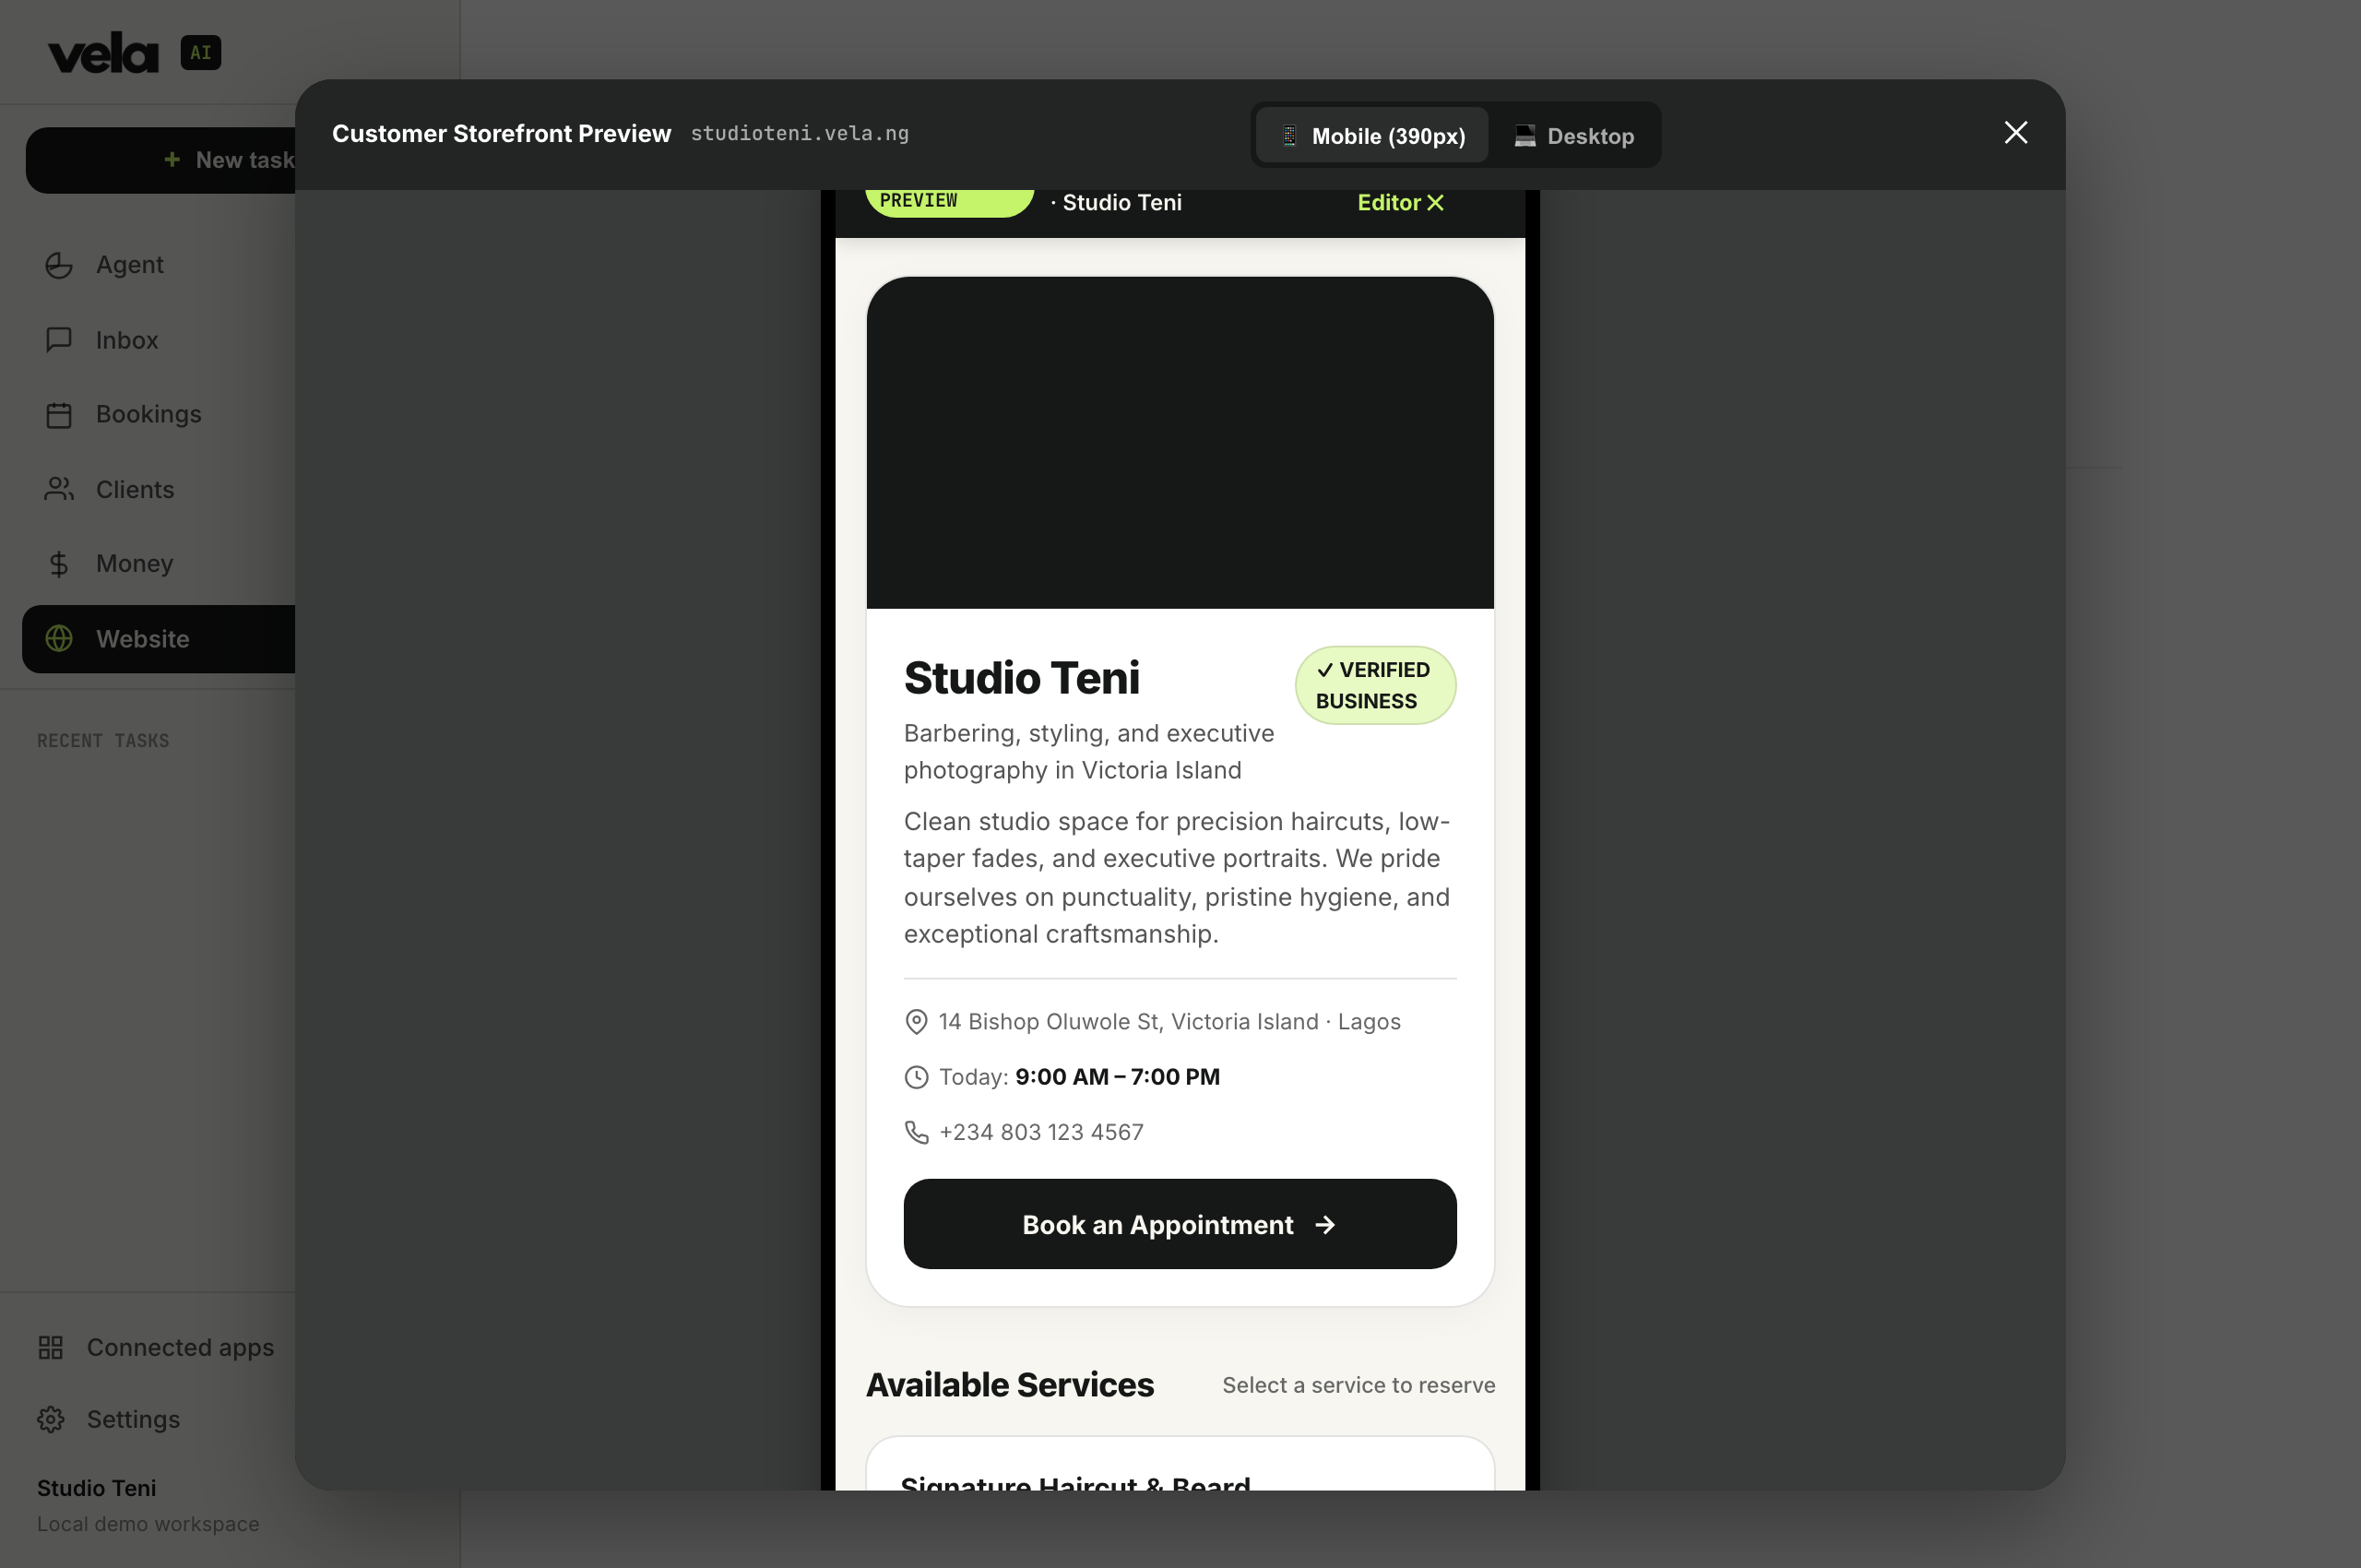 vela AI
+ New task
Agent
Inbox
Bookings
Clients
Money
Website
RECENT TASKS
Connected apps
Settings
Studio Teni
Local demo workspace
Customer Storefront Preview studioteni.vela.ng
Mobile (390px) Desktop
PREVIEW · Studio Teni Editor
Studio Teni
✓ VERIFIED
BUSINESS
Barbering, styling, and executive
photography in Victoria Island
Clean studio space for precision haircuts, low-
taper fades, and executive portraits. We pride
ourselves on punctuality, pristine hygiene, and
exceptional craftsmanship.
14 Bishop Oluwole St, Victoria Island · Lagos
Today: 9:00 AM – 7:00 PM
+234 803 123 4567
Book an Appointment →
Available Services Select a service to reserve
Signature Haircut & Beard